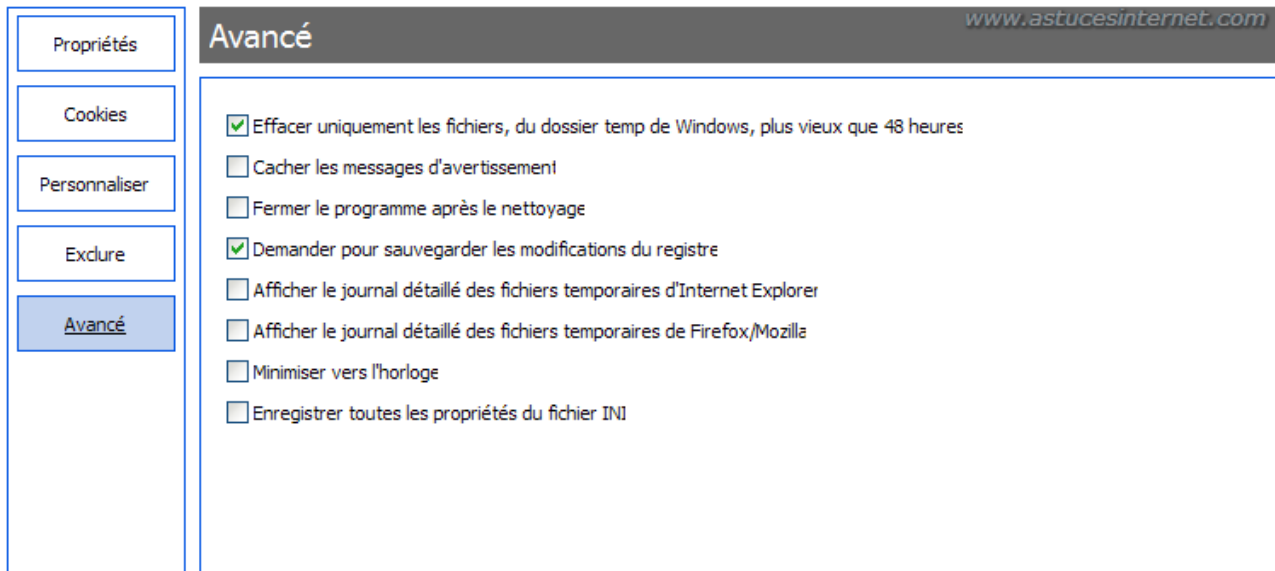 Propriétés
Cookies
Personnaliser
Exclure
Avancé
Avancé
www.astucesinternet.com
Effacer uniquement les fichiers, du dossier temp de Windows, plus vieux que 48 heures
Cacher les messages d'avertissement
Fermer le programme après le nettoyage
Demander pour sauvegarder les modifications du registre
Afficher le journal détaillé des fichiers temporaires d'Internet Explorer
Afficher le journal détaillé des fichiers temporaires de Firefox/Mozilla
Minimiser vers l'horloge
Enregistrer toutes les propriétés du fichier INI